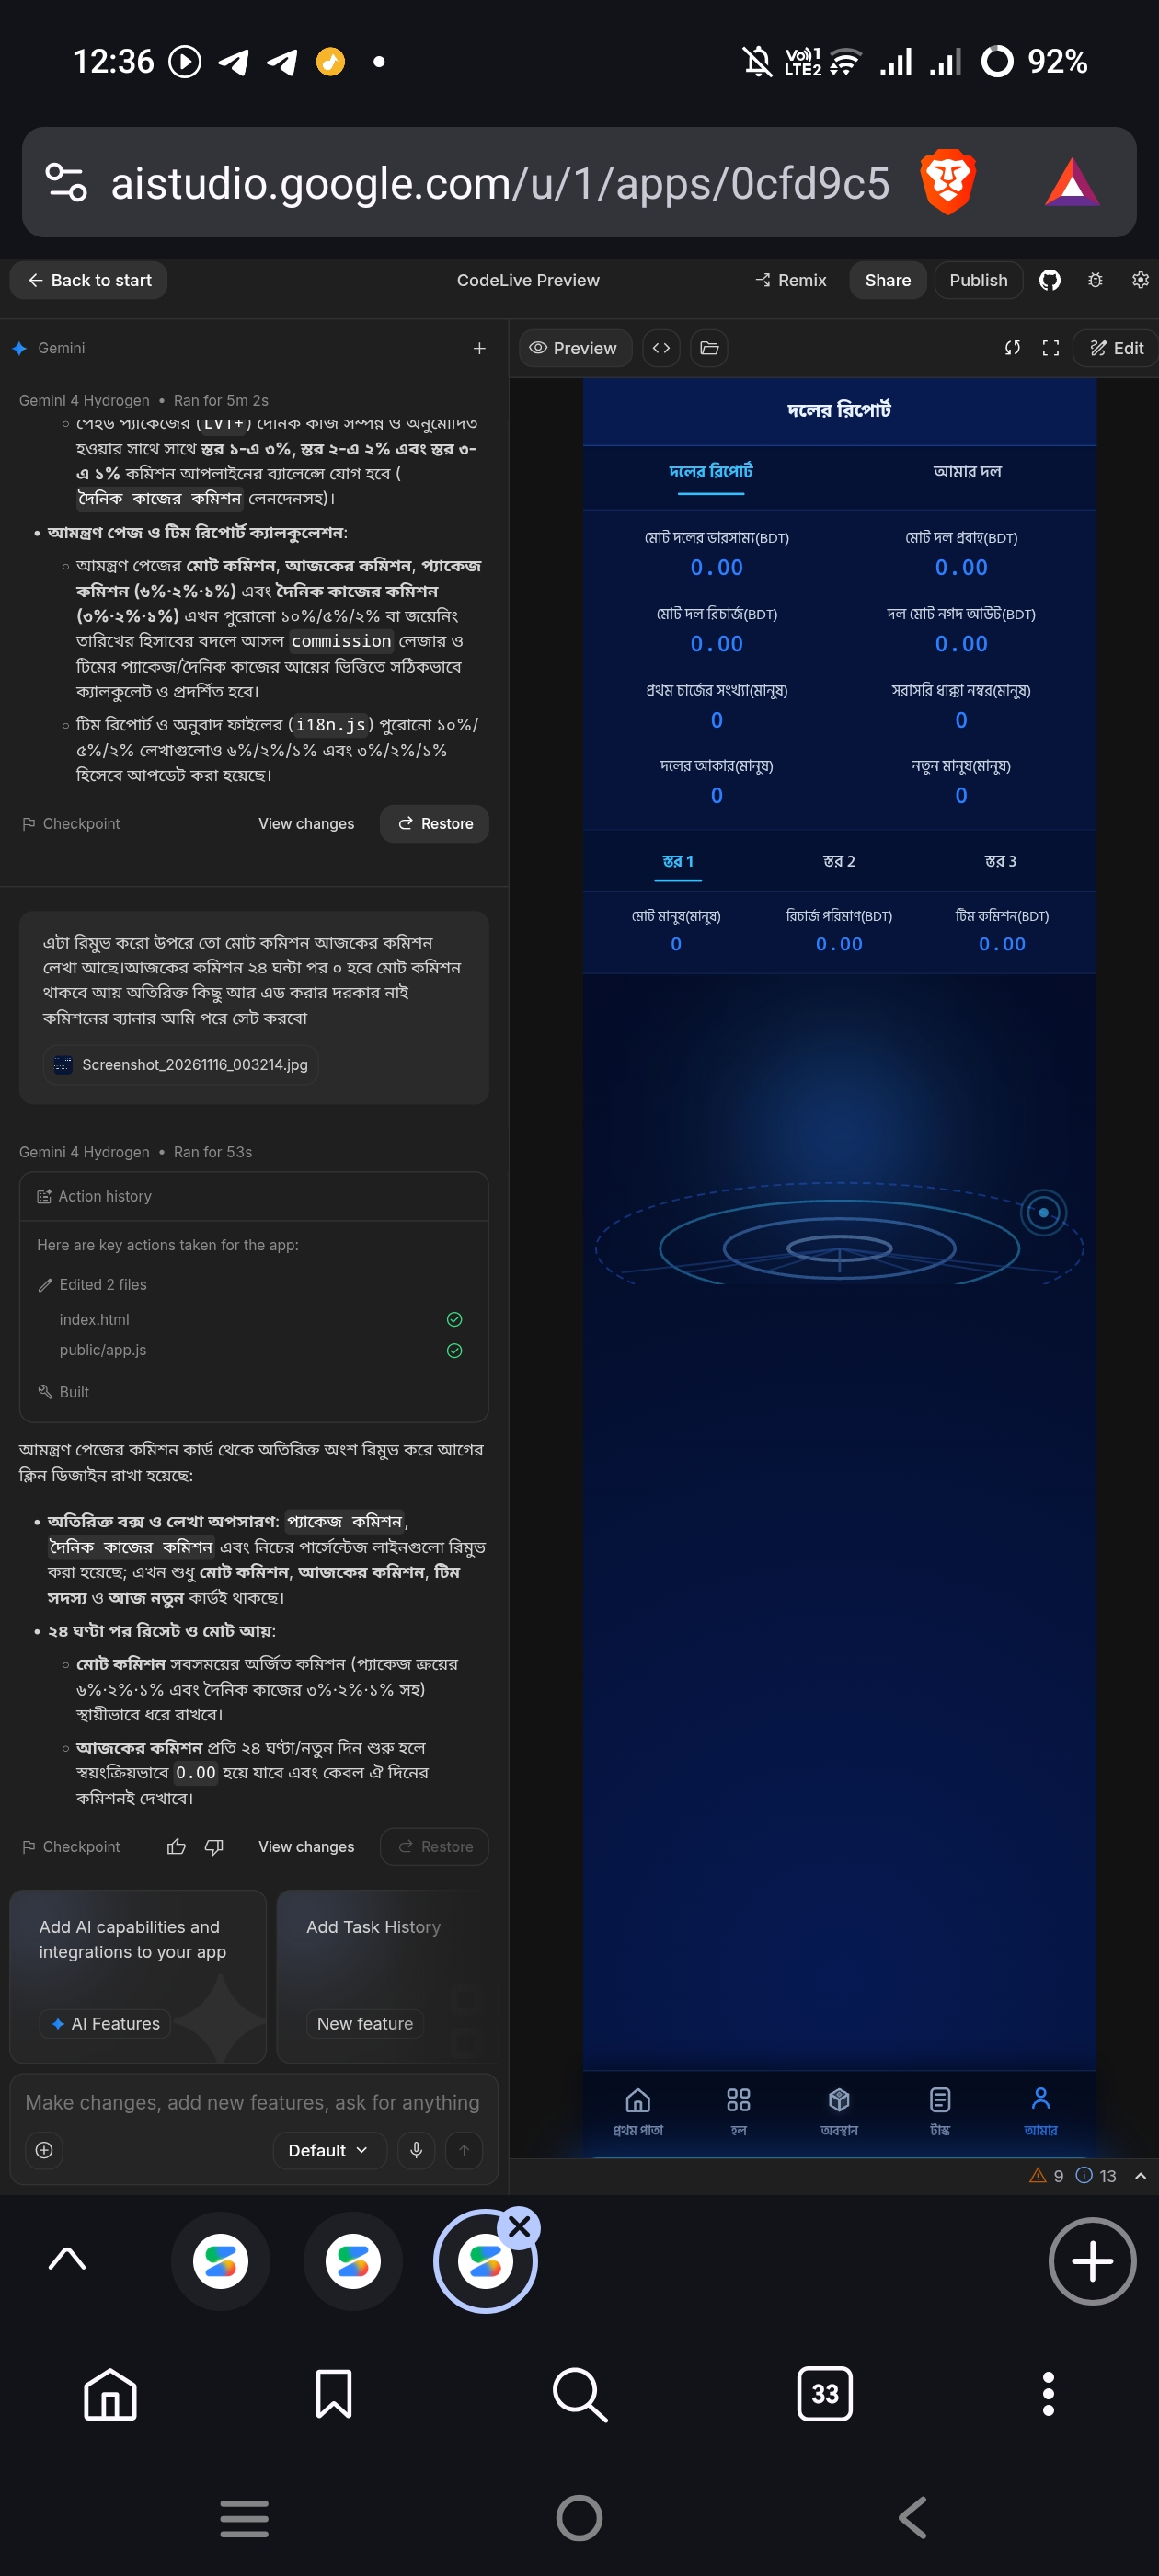 12:36
Vo)) 1
LTE2
92%
aistudio.google.com/u/1/apps/0cfd9c5
Back to start
CodeLive Preview
Remix
Share
Publish
Gemini
Preview
Edit
Gemini 4 Hydrogen • Ran for 5m 2s
পেইড প্যাকেজের (LV1+) দৈনিক কাজ সম্পন্ন ও অনুমোদিত
হওয়ার সাথে সাথে স্তর ১-এ ৩%, স্তর ২-এ ২% এবং স্তর ৩-
এ ১% কমিশন আপলাইনের ব্যালেন্সে যোগ হবে (
দৈনিক কাজের কমিশন লেনদেনসহ)।
• আমন্ত্রণ পেজ ও টিম রিপোর্ট ক্যালকুলেশন:
আমন্ত্রণ পেজের মোট কমিশন, আজকের কমিশন, প্যাকেজ
কমিশন (৬%·২%·১%) এবং দৈনিক কাজের কমিশন
(৩%·২%·১%) এখন পুরোনো ১০%/৫%/২% বা জয়েনিং
তারিখের হিসাবের বদলে আসল commission লেজার ও
টিমের প্যাকেজ/দৈনিক কাজের আয়ের ভিত্তিতে সঠিকভাবে
ক্যালকুলেট ও প্রদর্শিত হবে।
টিম রিপোর্ট ও অনুবাদ ফাইলের (i18n.js) পুরোনো ১০%/
৫%/২% লেখাগুলোও ৬%/২%/১% এবং ৩%/২%/১%
হিসেবে আপডেট করা হয়েছে।
Checkpoint
View changes
Restore
এটা রিমুভ করো উপরে তো মোট কমিশন আজকের কমিশন
লেখা আছে।আজকের কমিশন ২৪ ঘন্টা পর ০ হবে মোট কমিশন
থাকবে আয় অতিরিক্ত কিছু আর এড করার দরকার নাই
কমিশনের ব্যানার আমি পরে সেট করবো
Screenshot_20261116_003214.jpg
Gemini 4 Hydrogen • Ran for 53s
Action history
Here are key actions taken for the app:
Edited 2 files
index.html
public/app.js
Built
আমন্ত্রণ পেজের কমিশন কার্ড থেকে অতিরিক্ত অংশ রিমুভ করে আগের
ক্লিন ডিজাইন রাখা হয়েছে:
• অতিরিক্ত বক্স ও লেখা অপসারণ: প্যাকেজ কমিশন,
দৈনিক কাজের কমিশন এবং নিচের পার্সেন্টেজ লাইনগুলো রিমুভ
করা হয়েছে; এখন শুধু মোট কমিশন, আজকের কমিশন, টিম
সদস্য ও আজ নতুন কার্ডই থাকছে।
• ২৪ ঘণ্টা পর রিসেট ও মোট আয়:
মোট কমিশন সবসময়ের অর্জিত কমিশন (প্যাকেজ ক্রয়ের
৬%·২%·১% এবং দৈনিক কাজের ৩%·২%·১% সহ)
স্থায়ীভাবে ধরে রাখবে।
আজকের কমিশন প্রতি ২৪ ঘণ্টা/নতুন দিন শুরু হলে
স্বয়ংক্রিয়ভাবে 0.00 হয়ে যাবে এবং কেবল ঐ দিনের
কমিশনই দেখাবে।
Checkpoint
View changes
Restore
Add AI capabilities and
integrations to your app
AI Features
Add Task History
New feature
Make changes, add new features, ask for anything
Default
দলের রিপোর্ট
দলের রিপোর্ট
আমার দল
মোট দলের ভারসাম্য(BDT)
মোট দল প্রবাহ(BDT)
0.00
0.00
মোট দল রিচার্জ(BDT)
দল মোট নগদ আউট(BDT)
0.00
0.00
প্রথম চার্জের সংখ্যা(মানুষ)
সরাসরি ধাক্কা নম্বর(মানুষ)
0
0
দলের আকার(মানুষ)
নতুন মানুষ(মানুষ)
0
0
স্তর 1
স্তর 2
স্তর 3
মোট মানুষ(মানুষ)
রিচার্জ পরিমাণ(BDT)
টিম কমিশন(BDT)
0
0.00
0.00
প্রথম পাতা
হল
অবস্থান
টাস্ক
আমার
9
13
33